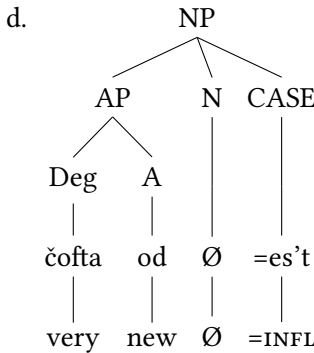 d. NP
AP N CASE
Deg A
čofta od Ø =es't
very new Ø =INFL